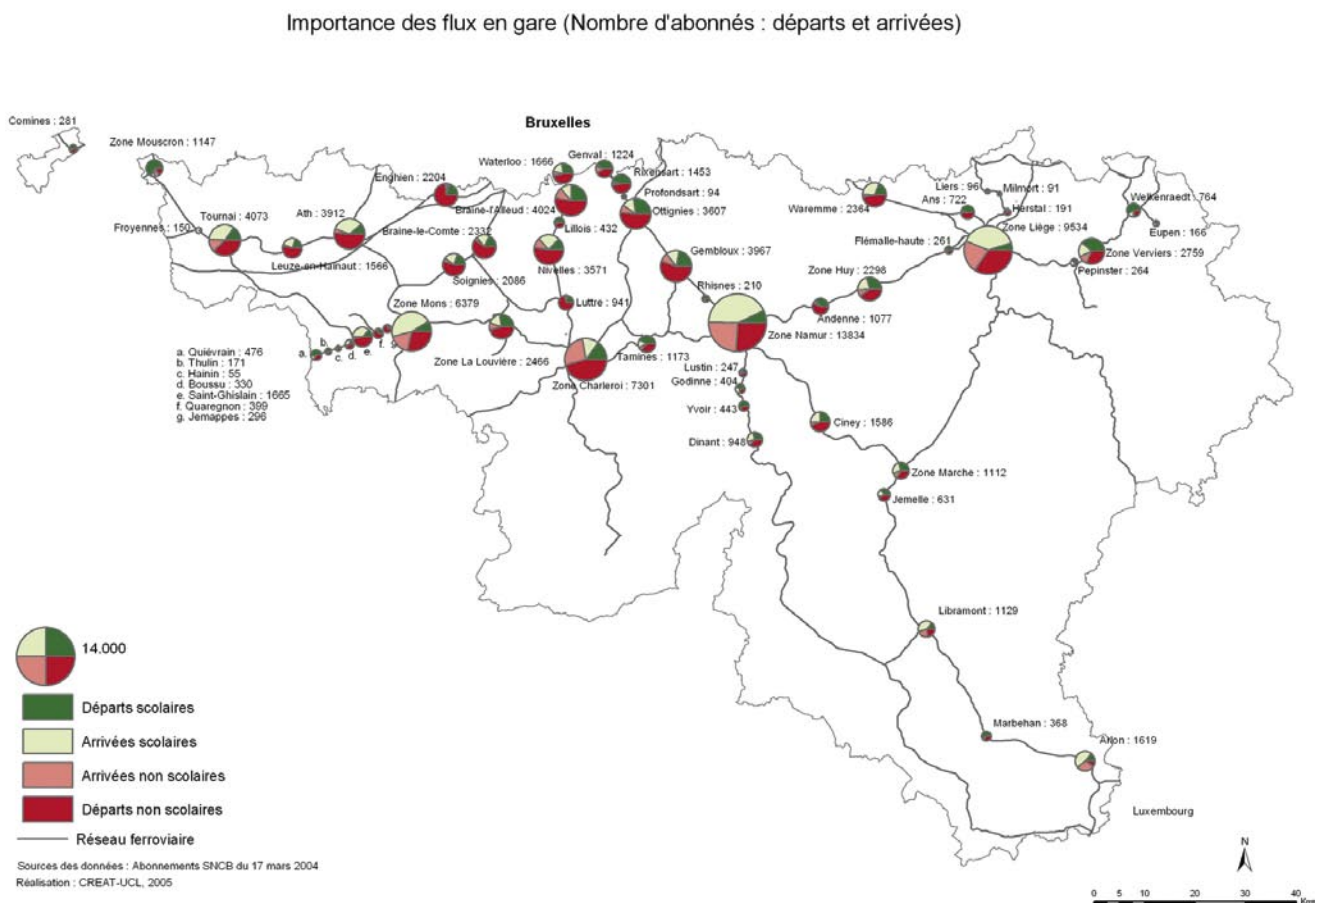 Importance des flux en gare (Nombre d'abonnés : départs et arrivées)
Comines : 281
Bruxelles
Zone Mouscron : 1147
Waterloo : 1666
Genval : 1224
Rixensart : 1453
Enghien : 2204
Profondsart : 94
Liers : 96
Milmort : 91
Welkenraedt : 764
Ans : 722
Herstal : 191
Waremme : 2364
Tournai : 4073
Ath : 3912
Braine-l'Alleud : 4024
Ottignies : 3607
Froyennes : 150
Braine-le-Comte : 2332
Lillois : 432
Zone Liège : 9534
Eupen : 166
Flémalle-haute : 261
Zone Verviers : 2759
Leuze-en-Hainaut : 1566
Nivelles : 3571
Gembloux : 3967
Zone Huy : 2298
Pepinster : 264
Soignies : 2086
Rhisnes : 210
Zone Mons : 6379
Luttre : 941
Andenne : 1077
Zone Namur : 13834
b.
f.
g.
a.
c.
d.
e.
Zone La Louvière : 2466
Tamines : 1173
Zone Charleroi : 7301
Lustin : 247
Godinne : 404
Yvoir : 443
Ciney : 1586
Dinant : 948
a. Quiévrain : 476
b. Thulin : 171
c. Hainin : 55
d. Boussu : 330
e. Saint-Ghislain : 1665
f. Quaregnon : 399
g. Jemappes : 296
Zone Marche : 1112
Jemelle : 631
Libramont : 1129
Marbehan : 368
Arlon : 1619
Luxembourg
14.000
Départs scolaires
Arrivées scolaires
Arrivées non scolaires
Départs non scolaires
Réseau ferroviaire
Sources des données : Abonnements SNCB du 17 mars 2004
Réalisation : CREAT-UCL, 2005
N
0 5 10 20 30 40
Km